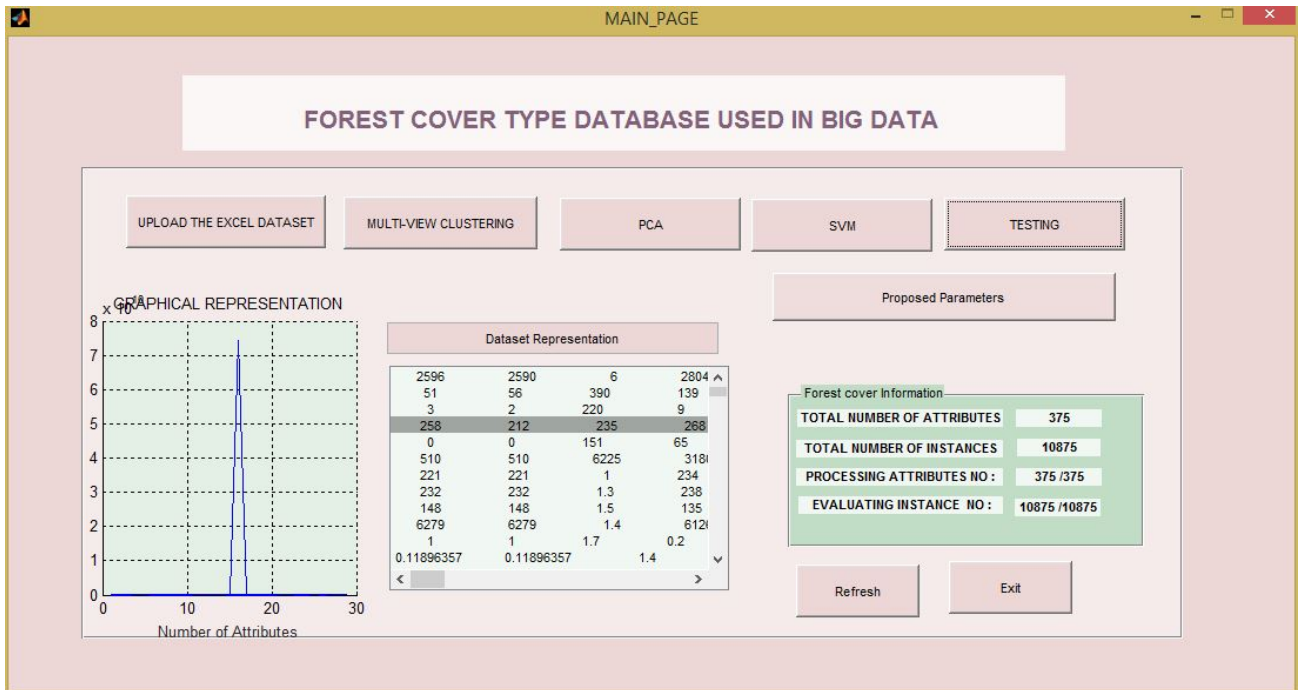 MAIN_PAGE
FOREST COVER TYPE DATABASE USED IN BIG DATA
UPLOAD THE EXCEL DATASET
MULTI-VIEW CLUSTERING
PCA
SVM
TESTING
Proposed Parameters
GRAPHICAL REPRESENTATION
8
7
6
5
4
3
2
1
0
0 10 20 30
Number of Attributes
Dataset Representation
2596 2590 6 2804
51 56 390 139
3 2 220 9
258 212 235 268
0 0 151 65
510 510 6225 318
221 221 1 234
232 232 1.3 238
148 148 1.5 135
6279 6279 1.4 612
1 1 1.7 0.2
0.11896357 0.11896357 1.4
Forest cover Information
TOTAL NUMBER OF ATTRIBUTES 375
TOTAL NUMBER OF INSTANCES 10875
PROCESSING ATTRIBUTES NO : 375 /375
EVALUATING INSTANCE NO : 10875 /10875
Refresh
Exit